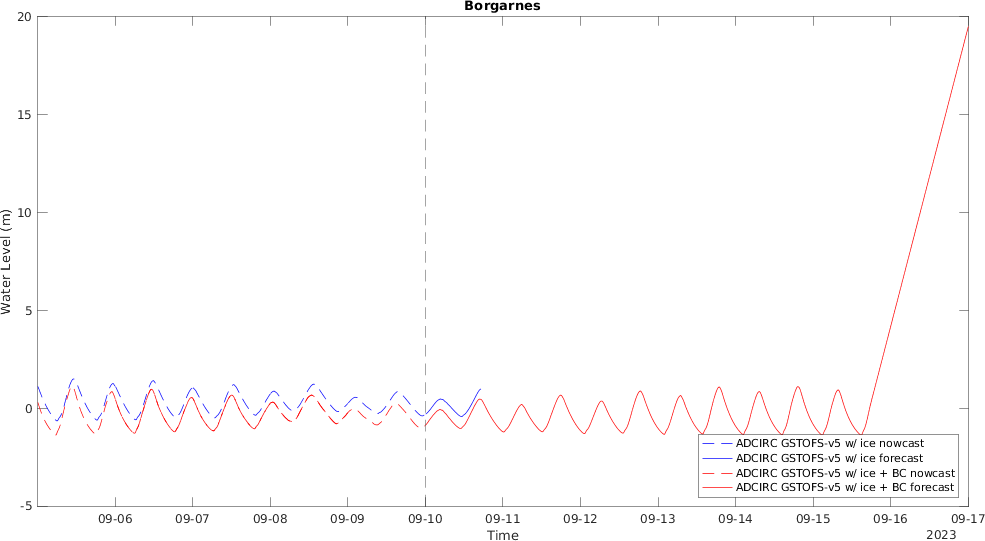 Borgarnes
20
15
10
5
0
-5
Water Level (m)
09-06 09-07 09-08 09-09 09-10 09-11 09-12 09-13 09-14 09-15 09-16 09-17
Time
2023
ADCIRC GSTOFS-v5 w/ ice nowcast
ADCIRC GSTOFS-v5 w/ ice forecast
ADCIRC GSTOFS-v5 w/ ice + BC nowcast
ADCIRC GSTOFS-v5 w/ ice + BC forecast